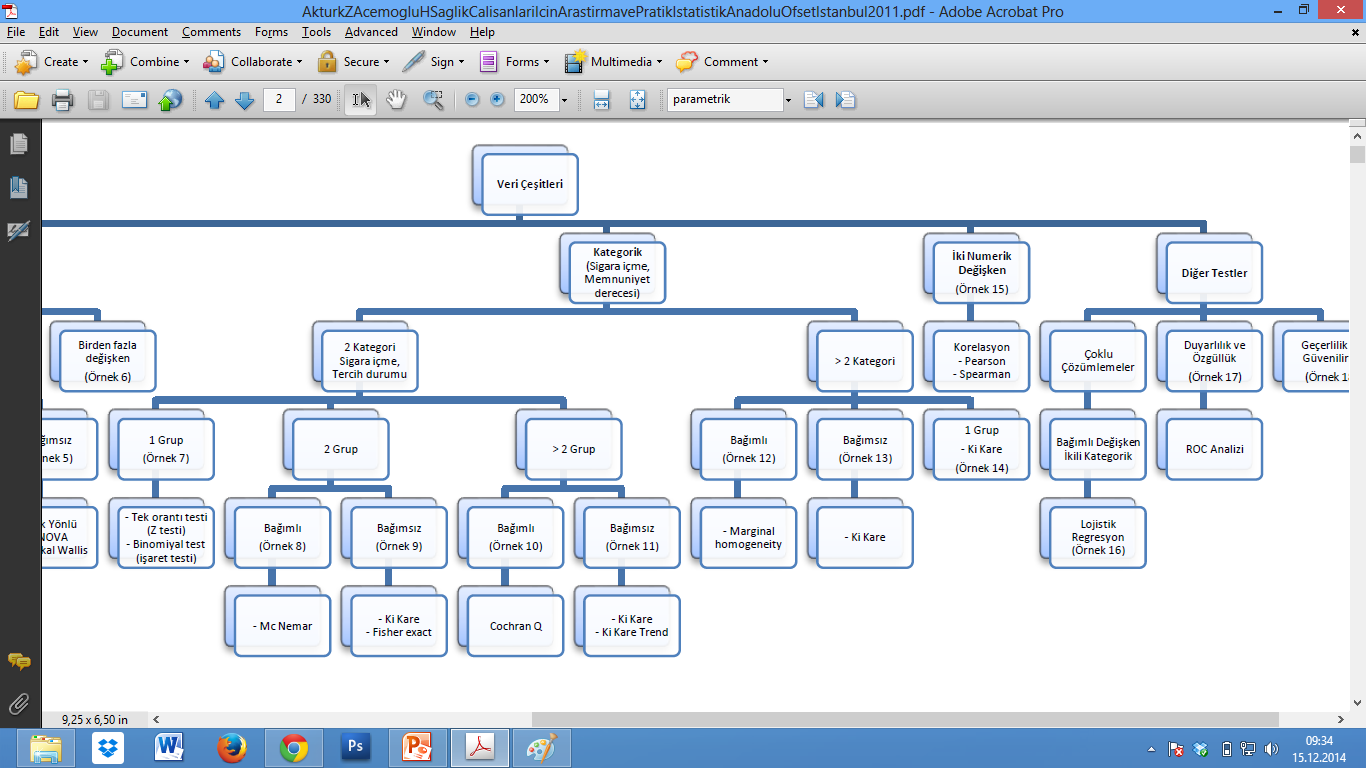 AkturkZAcemogluHSaglikCalisanlariIcinArastirmavePratikIstatistikAnadoluOfsetIstanbul2011.pdf - Adobe Acrobat Pro
File Edit View Document Comments Forms Tools Advanced Window Help
Create Combine Collaborate Secure Sign Forms Multimedia Comment
2 / 330 200% parametrik
Veri Çeşitleri
Kategorik
(Sigara içme,
Memnuniyet
derecesi)
İki Numerik
Değişken
(Örnek 15)
Diğer Testler
Birden fazla
değişken
(Örnek 6)
2 Kategori
Sigara içme,
Tercih durumu
> 2 Kategori
Korelasyon
- Pearson
- Spearman
Çoklu
Çözümlemeler
Duyarlılık ve
Özgüllük
(Örnek 17)
Geçerlilik
Güvenilir
(Örnek 18
ğımsız
nek 5)
1 Grup
(Örnek 7)
2 Grup
> 2 Grup
Bağımlı
(Örnek 12)
Bağımsız
(Örnek 13)
1 Grup
- Ki Kare
(Örnek 14)
Bağımlı Değişken
İkili Kategorik
ROC Analizi
k Yönlü
NOVA
kal Wallis
- Tek orantı testi
(Z testi)
- Binomiyal test
(işaret testi)
Bağımlı
(Örnek 8)
Bağımsız
(Örnek 9)
Bağımlı
(Örnek 10)
Bağımsız
(Örnek 11)
- Marginal
homogeneity
- Ki Kare
Lojistik
Regresyon
(Örnek 16)
- Mc Nemar
- Ki Kare
- Fisher exact
Cochran Q
- Ki Kare
- Ki Kare Trend
9,25 x 6,50 in
Ps
09:34
15.12.2014